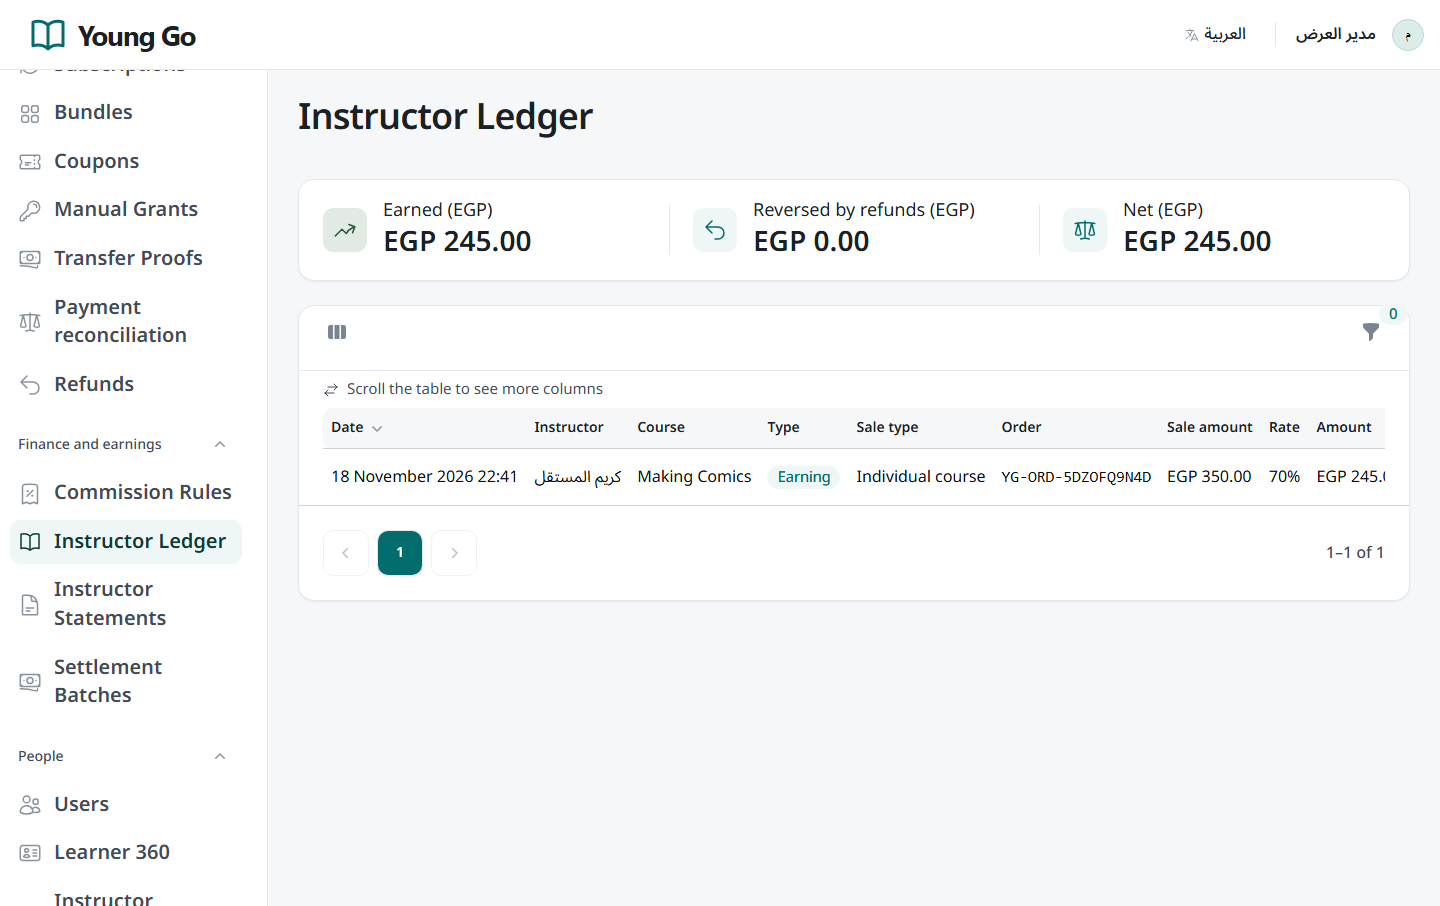 Young Go
العربية
مدير العرض
م
Subscriptions
Bundles
Coupons
Manual Grants
Transfer Proofs
Payment
reconciliation
Refunds
Finance and earnings
Commission Rules
Instructor Ledger
Instructor
Statements
Settlement
Batches
People
Users
Learner 360
Instructor
Instructor Ledger
Earned (EGP)
EGP 245.00
Reversed by refunds (EGP)
EGP 0.00
Net (EGP)
EGP 245.00
0
Scroll the table to see more columns
Date Instructor Course Type Sale type Order Sale amount Rate Amount
18 November 2026 22:41 كريم المستقل Making Comics Earning Individual course YG-ORD-5DZOFQ9N4D EGP 350.00 70% EGP 245.0
1
1–1 of 1